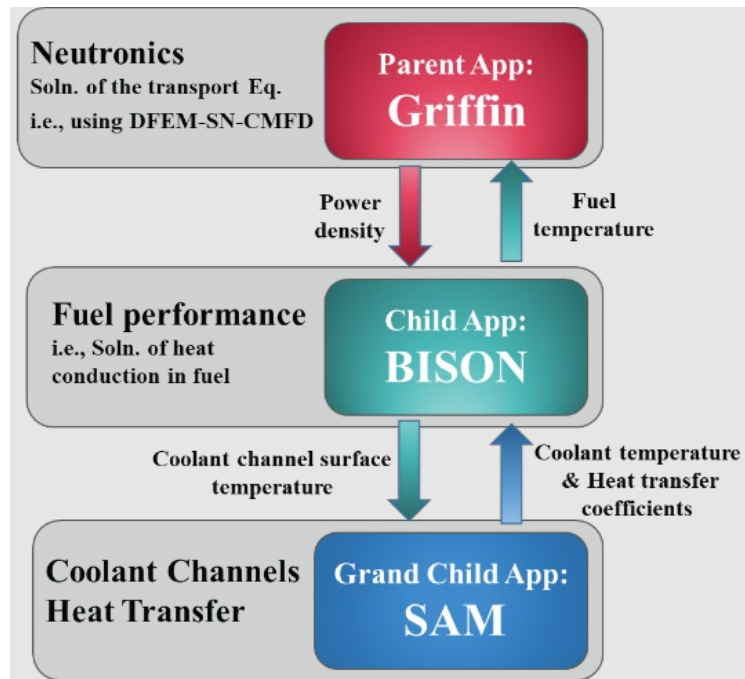 Neutronics
Soln. of the transport Eq.
i.e., using DFEM-SN-CMFD
Parent App:
Griffin
Power
density
Fuel
temperature
Fuel performance
i.e., Soln. of heat
conduction in fuel
Child App:
BISON
Coolant channel surface
temperature
Coolant temperature
& Heat transfer
coefficients
Coolant Channels
Heat Transfer
Grand Child App:
SAM